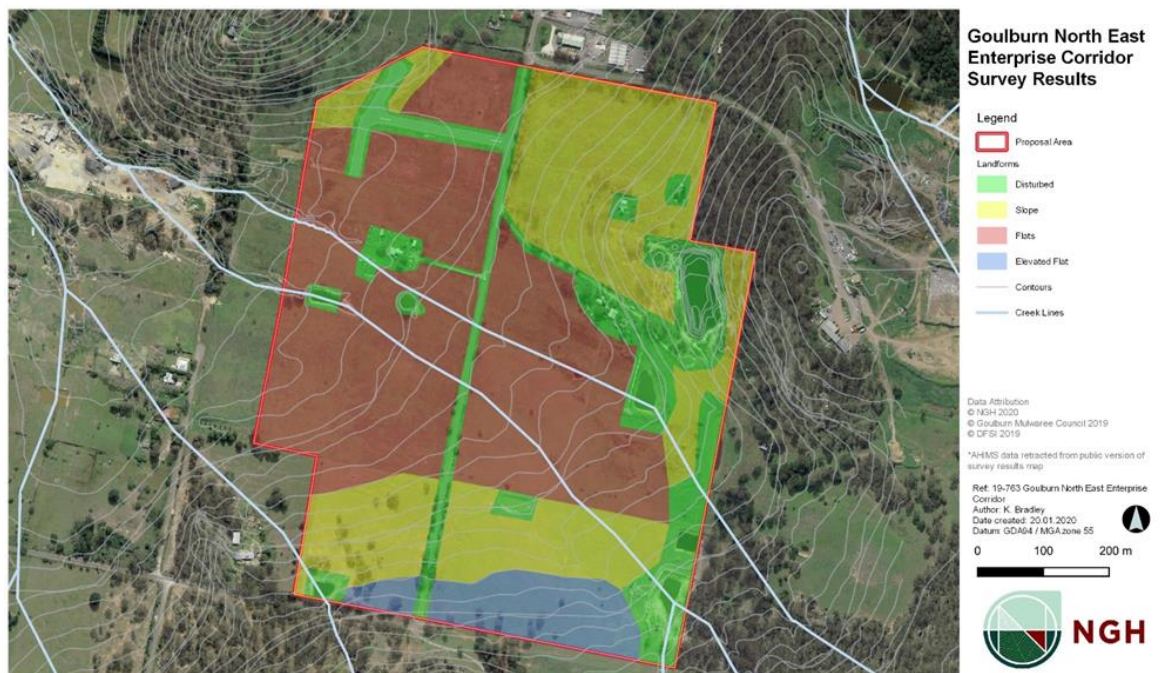 Goulburn North East
Enterprise Corridor
Survey Results
Legend
Proposal Area
Landforms
Disturbed
Slope
Flats
Elevated Flat
Contours
Creek Lines
Data Attribution
© NGH 2020
© Goulburn Mulwaree Council 2019
© DFSI 2019
*AHIMS data retracted from public version of
survey results map
Ref: 19-763 Goulburn North East Enterprise
Corridor
Author: K. Bradley
Date created: 20.01.2020
Datum: GDA94 / MGA zone 55
0 100 200 m
NGH